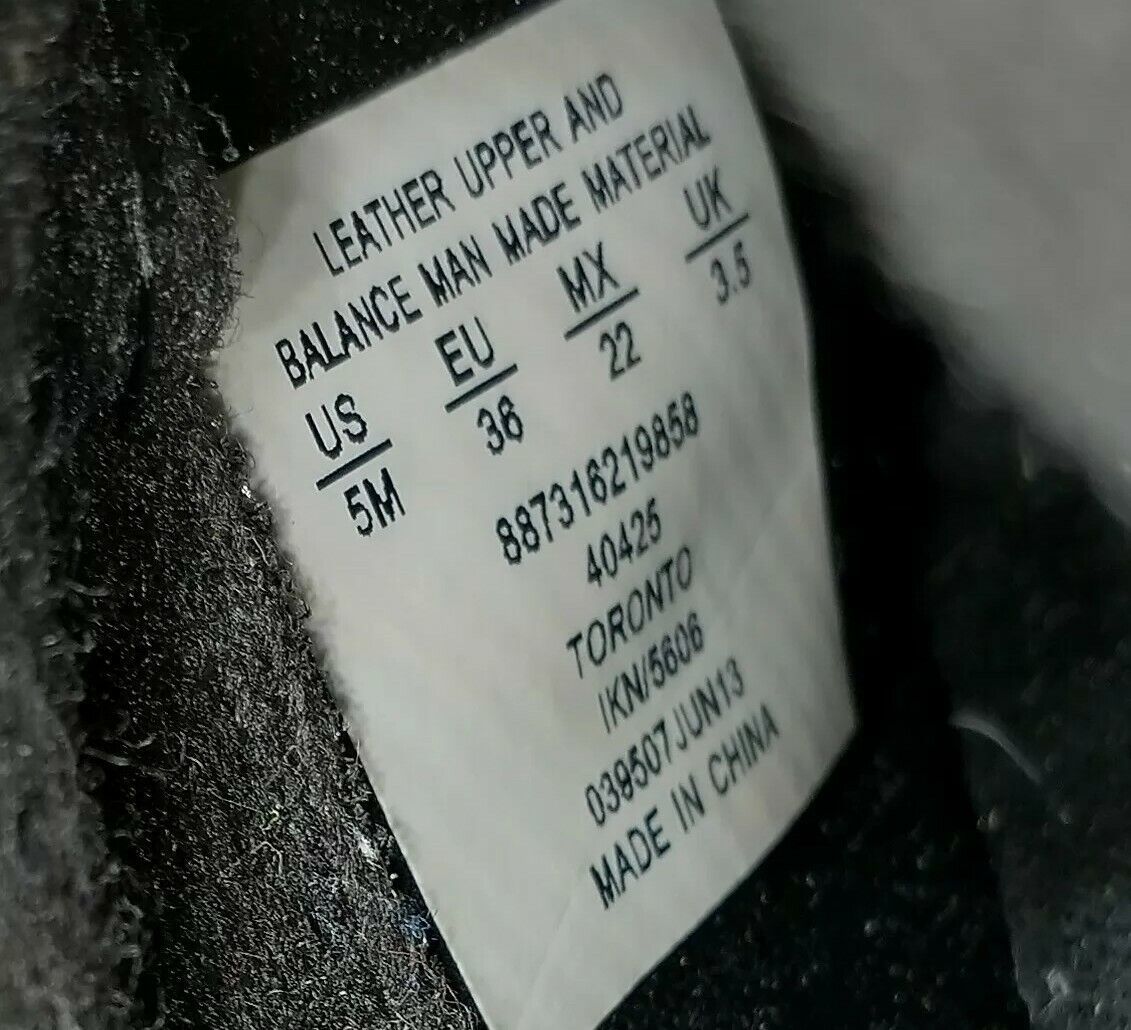 LEATHER UPPER AND
BALANCE MAN MADE MATERIAL
US EU MX UK
5M 36 22 3.5
887316219858
40425
TORONTO
IKN/5606
039507JUN13
MADE IN CHINA